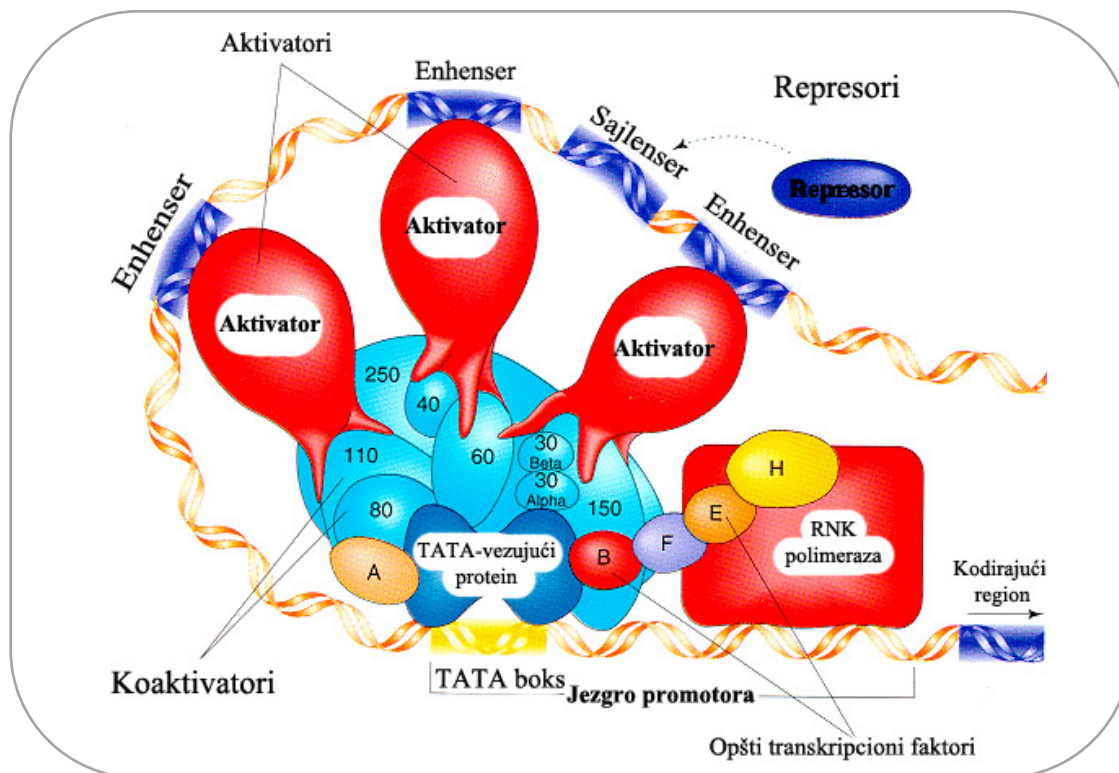 Aktivatori
Enhenser
Represori
Sajlenser
Represor
Enhenser
Enhenser
Aktivator
Aktivator
Aktivator
250
40
110
60
30
Beta
30
Alpha
150
80
H
E
F
B
A
TATA-vezujući
protein
RNK
polimeraza
Kodirajući
region
Koaktivatori
TATA boks
Jezgro promotora
Opšti transkripcioni faktori